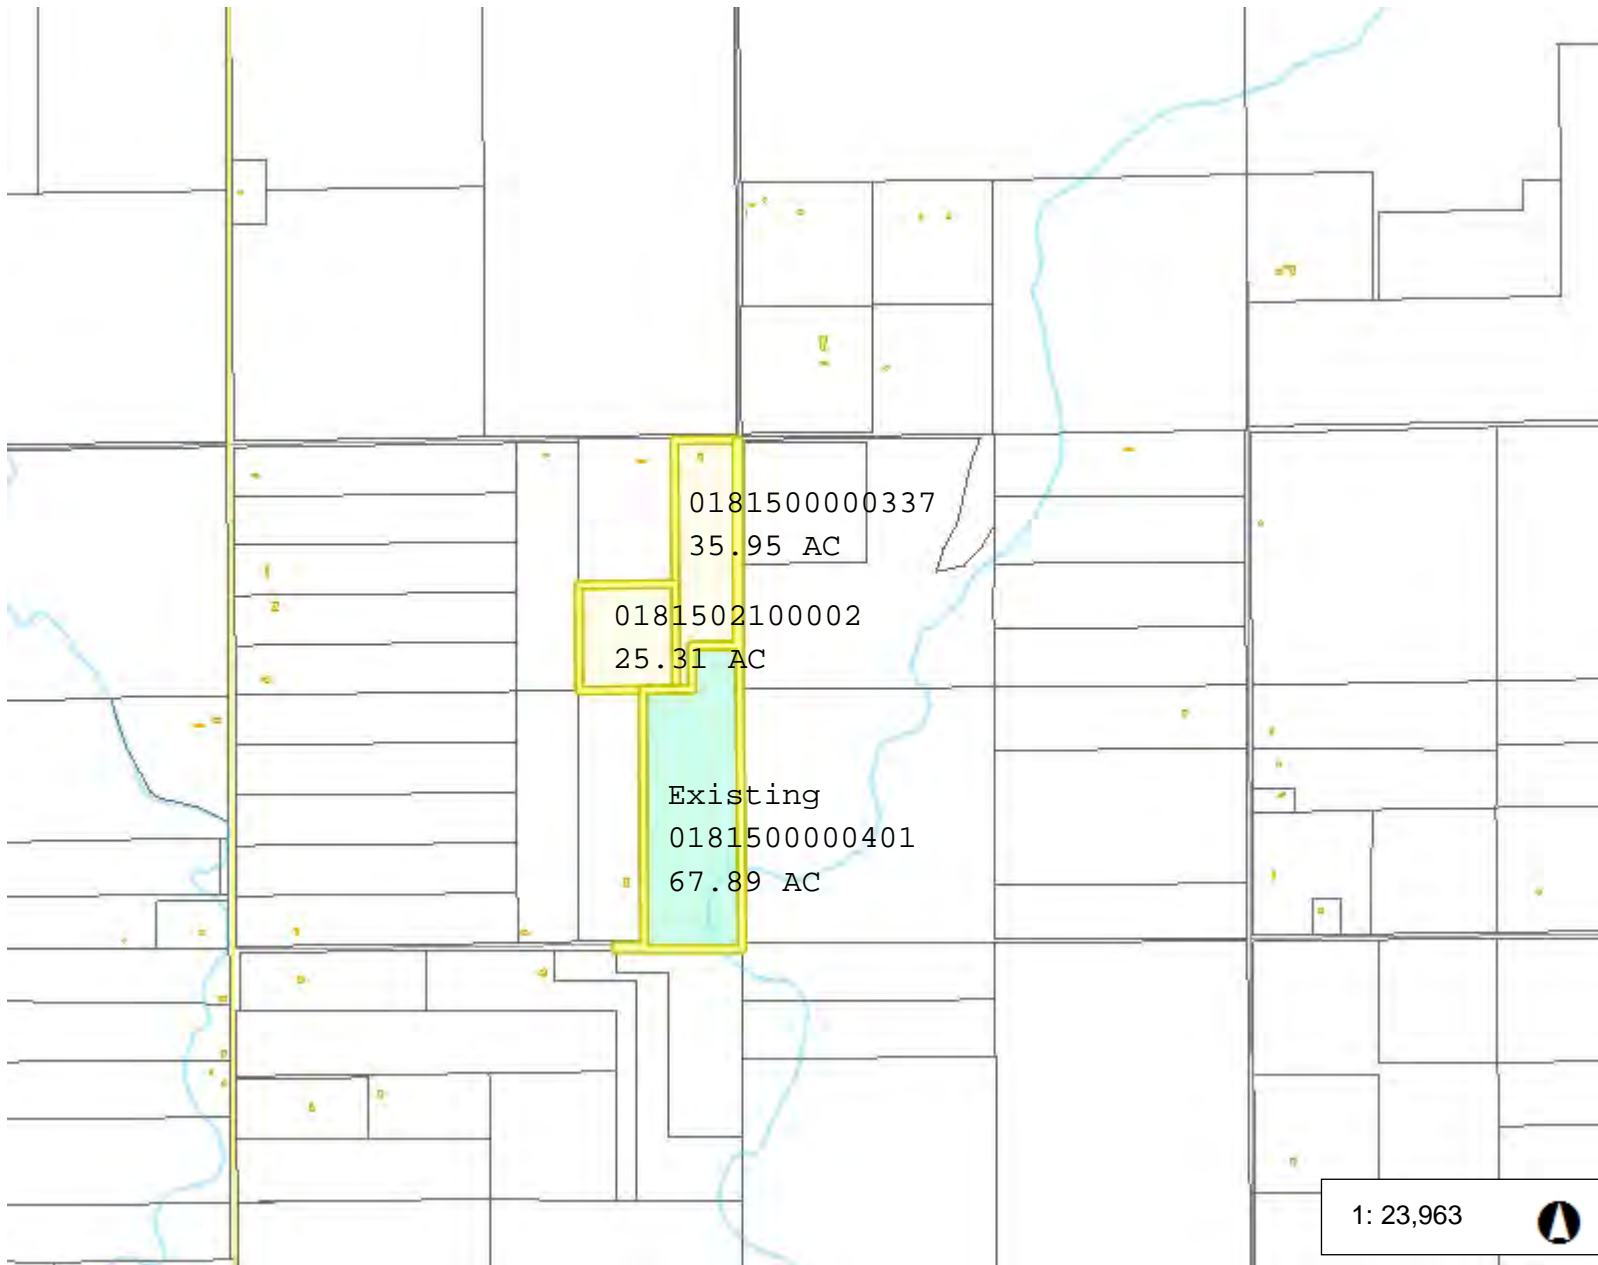 0181500000337
35.95 AC
0181502100002
25.31 AC
Existing
0181500000401
67.89 AC
1: 23,963